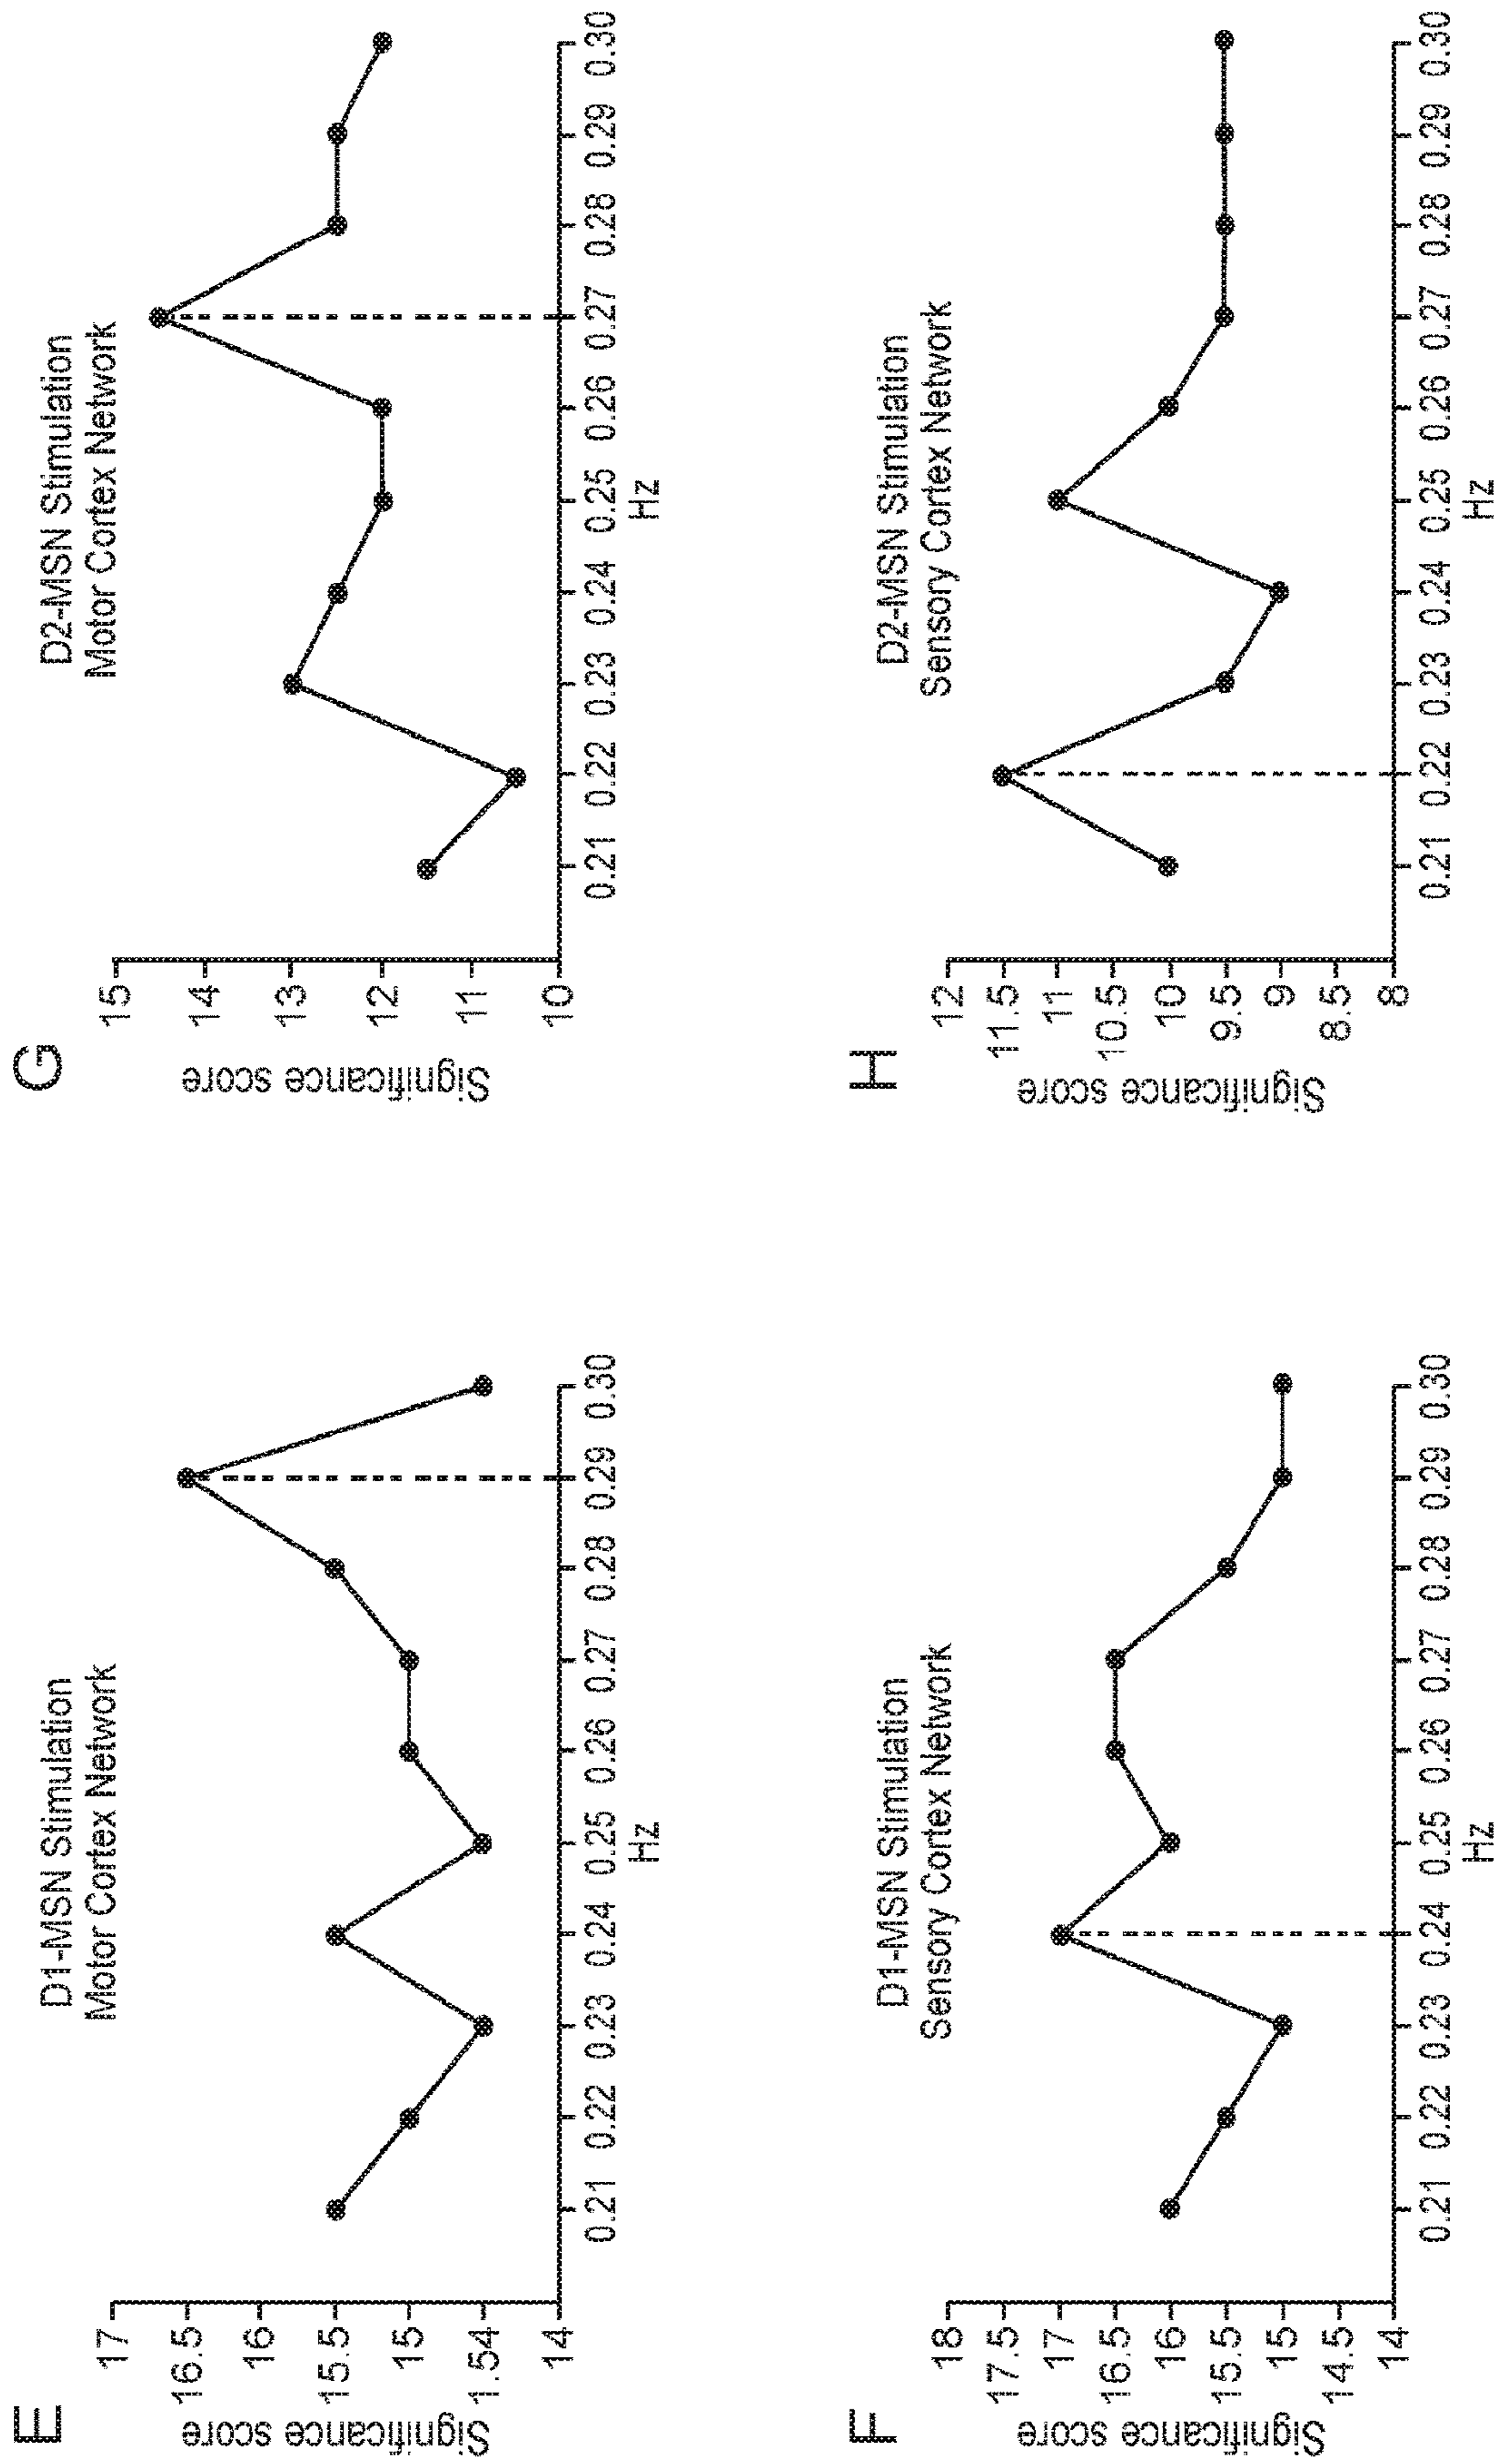 E
D1-MSN Stimulation
Motor Cortex Network
Significance score
17
16.5
16
15.5
1.5
1.54
14
0.21 0.22 0.23 0.24 0.25 0.26 0.27 0.28 0.29 0.30
Hz
G
D2-MSN Stimulation
Motor Cortex Network
Significance score
15
14
13
12
11
10
0.21 0.22 0.23 0.24 0.25 0.26 0.27 0.28 0.29 0.30
Hz
F
D1-MSN Stimulation
Sensory Cortex Network
Significance score
18
17.5
17
16.5
16
15.5
15
14.5
14
0.21 0.22 0.23 0.24 0.25 0.26 0.27 0.28 0.29 0.30
Hz
H
D2-MSN Stimulation
Sensory Cortex Network
Significance score
12
11.5
11
10.5
10
9.5
9
8.5
8
0.21 0.22 0.23 0.24 0.25 0.26 0.27 0.28 0.29 0.30
Hz